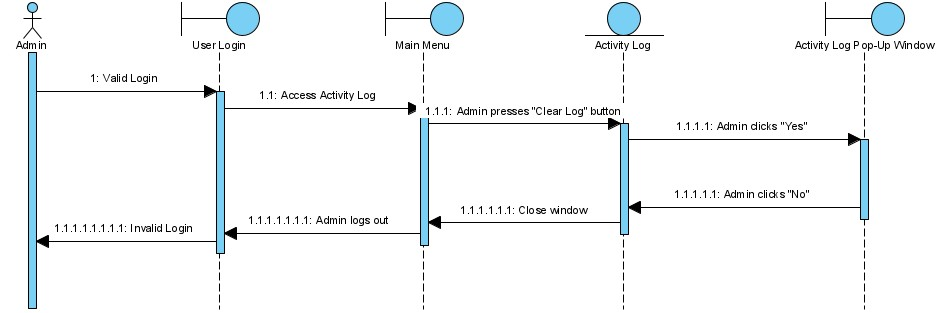 Admin
User Login
Main Menu
Activity Log
Activity Log Pop-Up Window
1: Valid Login
1.1: Access Activity Log
1.1.1: Admin presses "Clear Log" button
1.1.1.1: Admin clicks "Yes"
1.1.1.1.1: Admin clicks "No"
1.1.1.1.1.1: Close window
1.1.1.1.1.1.1: Admin logs out
1.1.1.1.1.1.1.1: Invalid Login